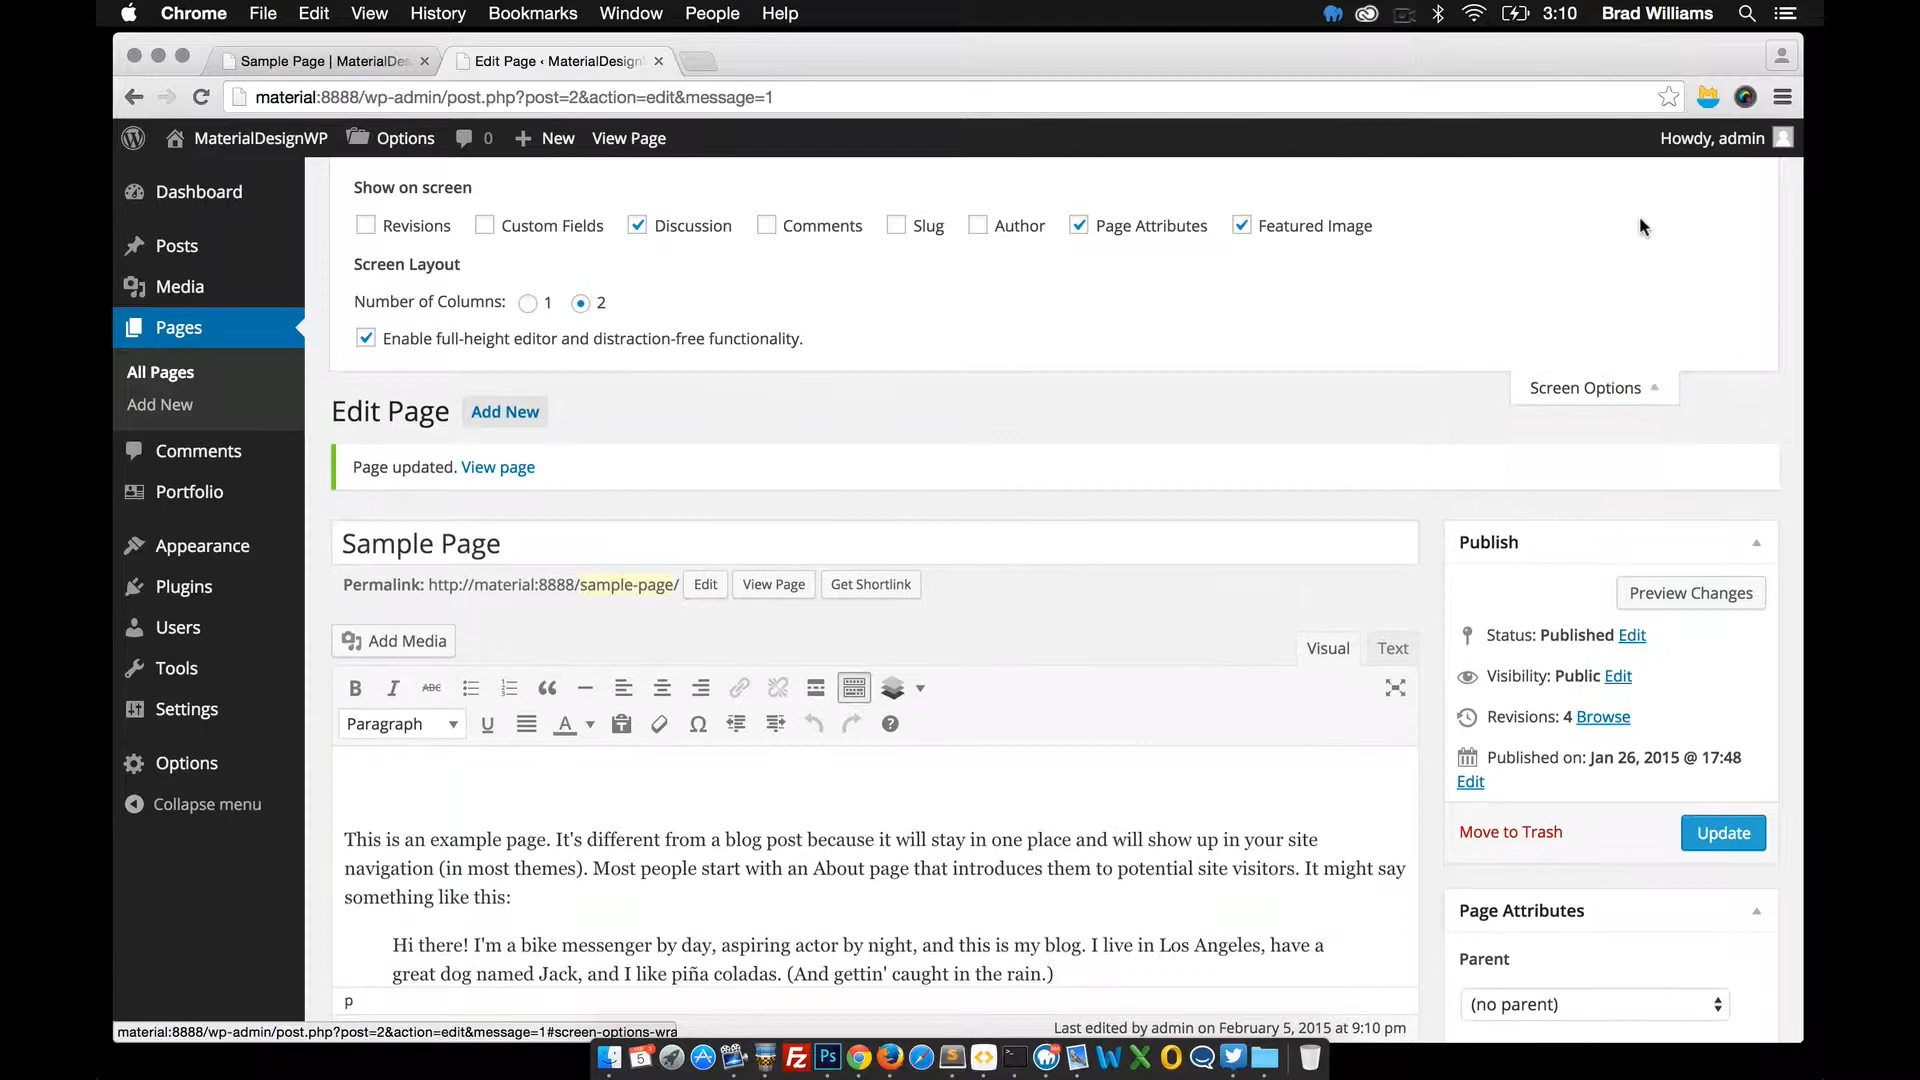 Chrome File Edit View History Bookmarks Window People Help 3:10 Brad Williams
Sample Page | MaterialDes Edit Page ‹ MaterialDesign
material:8888/wp-admin/post.php?post=2&action=edit&message=1
MaterialDesignWP Options 0 New View Page Howdy, admin
Dashboard
Posts
Media
Pages
All Pages
Add New
Comments
Portfolio
Appearance
Plugins
Users
Tools
Settings
Options
Collapse menu
Show on screen
Revisions Custom Fields Discussion Comments Slug Author Page Attributes Featured Image
Screen Layout
Number of Columns: 1 2
Enable full-height editor and distraction-free functionality.
Screen Options
Edit Page Add New
Page updated. View page
Sample Page
Permalink: http://material:8888/sample-page/ Edit View Page Get Shortlink
Add Media
Visual Text
B I ABC
Paragraph U A Ω
This is an example page. It's different from a blog post because it will stay in one place and will show up in your site
navigation (in most themes). Most people start with an About page that introduces them to potential site visitors. It might say
something like this:
Hi there! I'm a bike messenger by day, aspiring actor by night, and this is my blog. I live in Los Angeles, have a
great dog named Jack, and I like piña coladas. (And gettin' caught in the rain.)
p
Last edited by admin on February 5, 2015 at 9:10 pm
Publish
Preview Changes
Status: Published Edit
Visibility: Public Edit
Revisions: 4 Browse
Published on: Jan 26, 2015 @ 17:48
Edit
Move to Trash Update
Page Attributes
Parent
(no parent)
material:8888/wp-admin/post.php?post=2&action=edit&message=1#screen-options-wra
5 Fz Ps